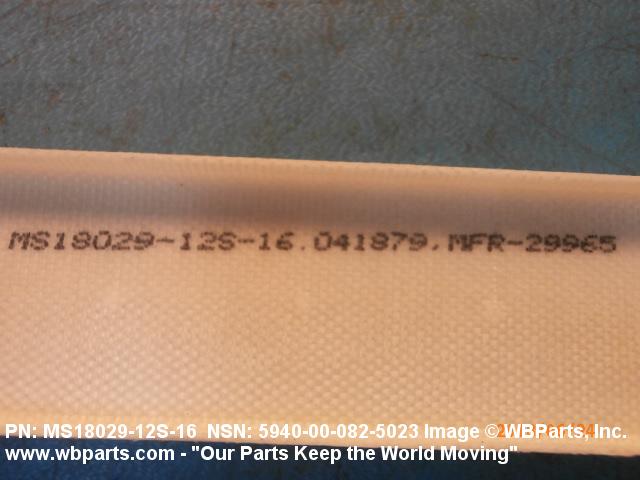 MS18029-12S-16.041879.MFR-29965
PN: MS18029-12S-16 NSN: 5940-00-082-5023 Image ©WBParts, Inc.
www.wbparts.com - "Our Parts Keep the World Moving"